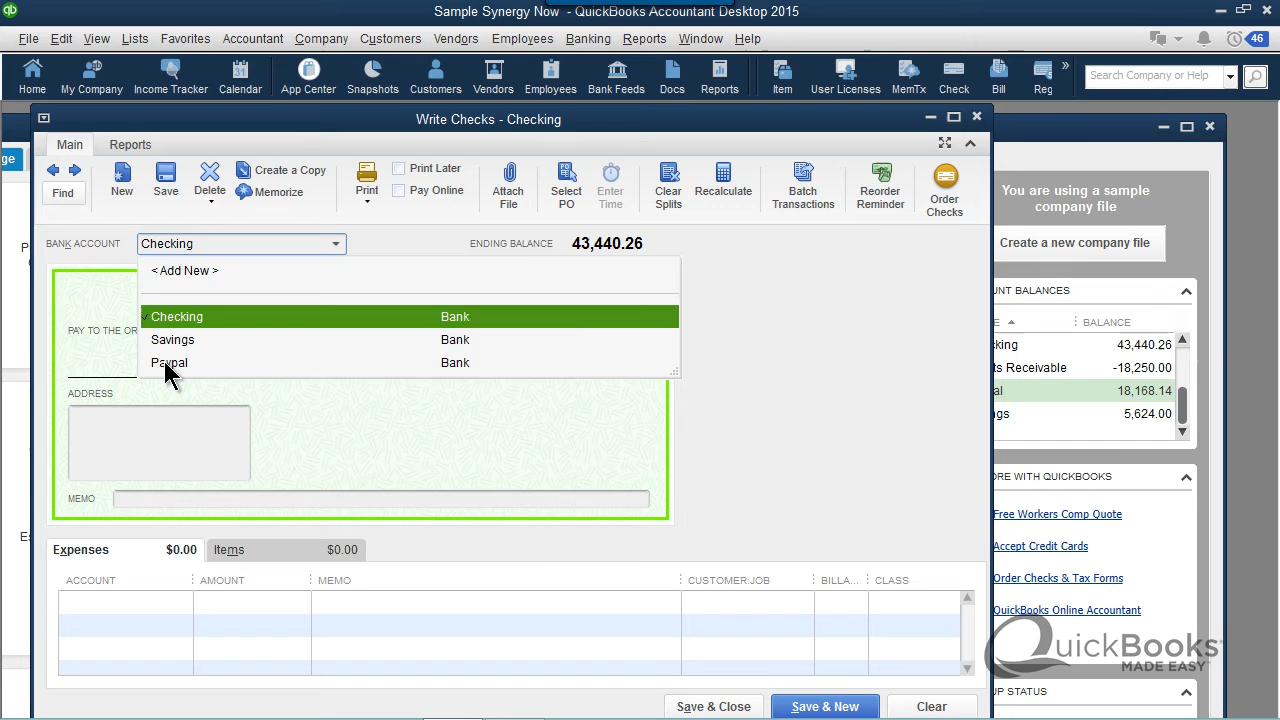 Sample Synergy Now - QuickBooks Accountant Desktop 2015
File Edit View Lists Favorites Accountant Company Customers Vendors Employees Banking Reports Window Help 46
Home My Company Income Tracker Calendar App Center Snapshots Customers Vendors Employees Bank Feeds Docs Reports Item User Licenses MemTx Check Bill Reg » Search Company or Help
Write Checks - Checking
Main Reports
Find New Save Delete Create a Copy Memorize Print Print Later Pay Online Attach File Select PO Enter Time Clear Splits Recalculate Batch Transactions Reorder Reminder Order Checks
BANK ACCOUNT Checking ENDING BALANCE 43,440.26
< Add New >
✓ Checking Bank
Savings Bank
Paypal Bank
PAY TO THE OR
ADDRESS
MEMO
Expenses $0.00 Items $0.00
ACCOUNT AMOUNT MEMO CUSTOMER:JOB BILLA... CLASS
Save & Close Save & New Clear
ge
P
Es
You are using a sample
company file
Create a new company file
UNT BALANCES
E BALANCE
king 43,440.26
ts Receivable -18,250.00
al 18,168.14
ngs 5,624.00
ORE WITH QUICKBOOKS
Free Workers Comp Quote
Accept Credit Cards
Order Checks & Tax Forms
QuickBooks Online Accountant
QuickBooks
MADE EASY™
UP STATUS